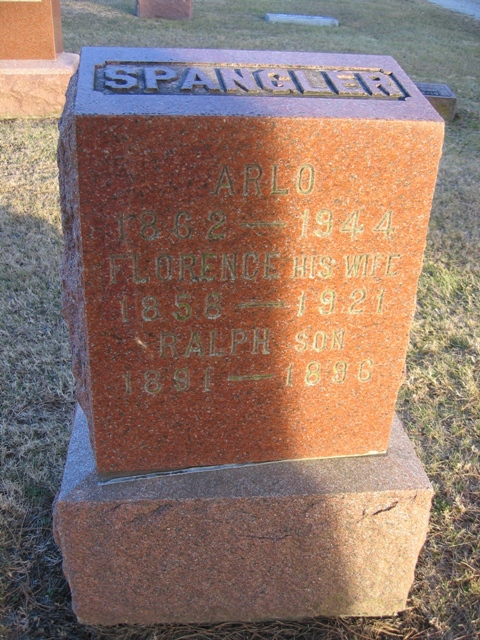 SPANGLER
ARLO
1862 — 1944
FLORENCE HIS WIFE
1858 — 1921
RALPH SON
1891 — 1896